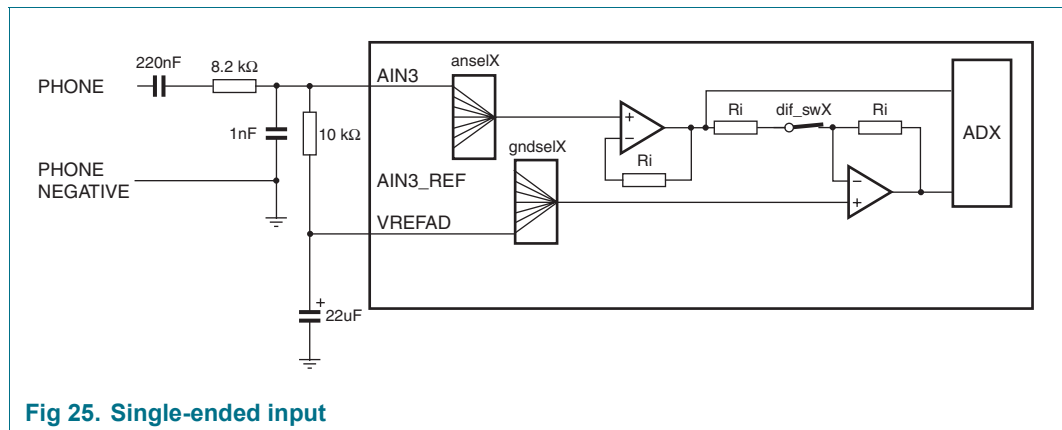 220nF
8.2 kΩ
PHONE
1nF
10 kΩ
PHONE
NEGATIVE
22uF
+
AIN3
anselX
AIN3_REF
gndselX
VREFAD
+
−
Ri
Ri
dif_swX
Ri
−
+
ADX
Fig 25. Single-ended input